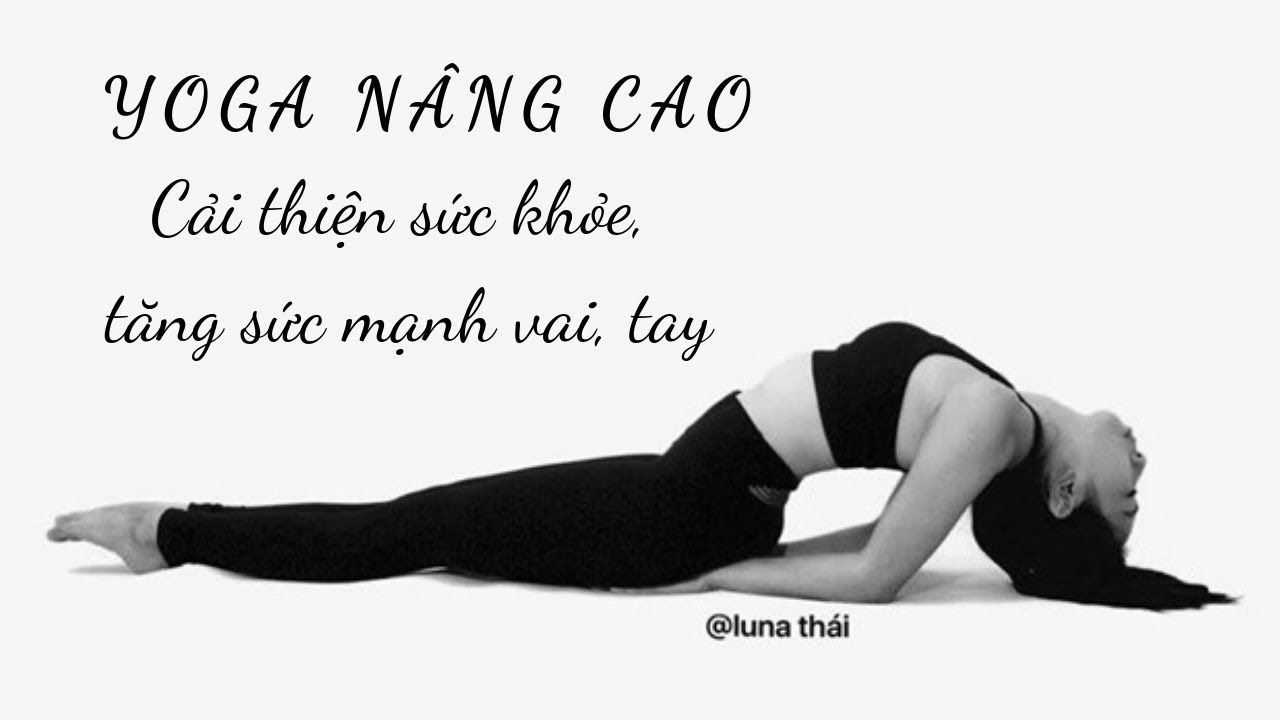 YOGA NÂNG CAO
Cải thiện sức khỏe,
tăng sức mạnh vai, tay
@luna thái